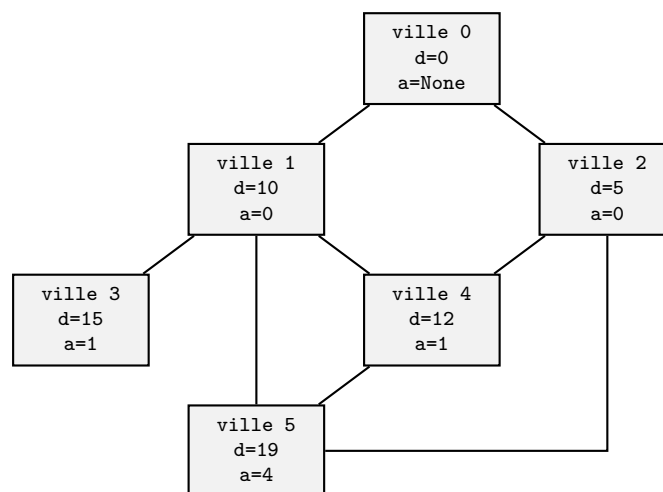 ville 0
d=0
a=None
ville 1
d=10
a=0
ville 2
d=5
a=0
ville 3
d=15
a=1
ville 4
d=12
a=1
ville 5
d=19
a=4